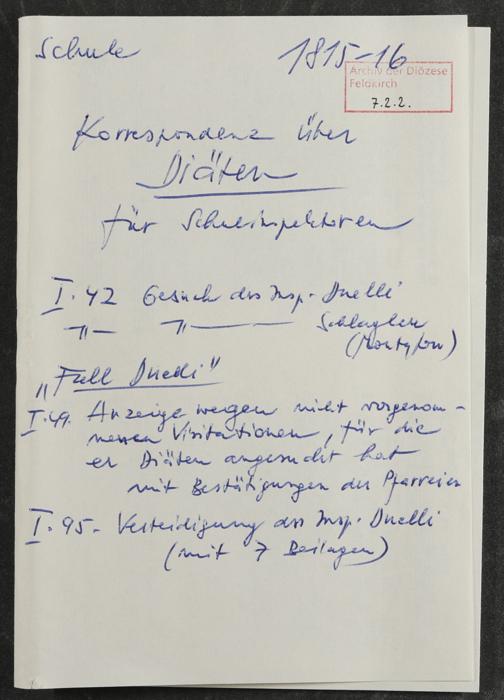 Schule
1815-16
Archiv der Diözese
Feldkirch
7.2.2.
Korrespondenz über
Diäten
für Schulinspektoren
I. 42 Gesuch des Insp. Duelli
-"- -"- Schlagler
(Montafon)
"Fall Duelli"
I. 49. Anzeige wegen nicht vorgenom-
menen Visitationen, für die
er Diäten angesucht hat
mit Bestätigungen der Pfarreien
I. 95- Verteidigung des Insp. Duelli
(mit 7 Beilagen)